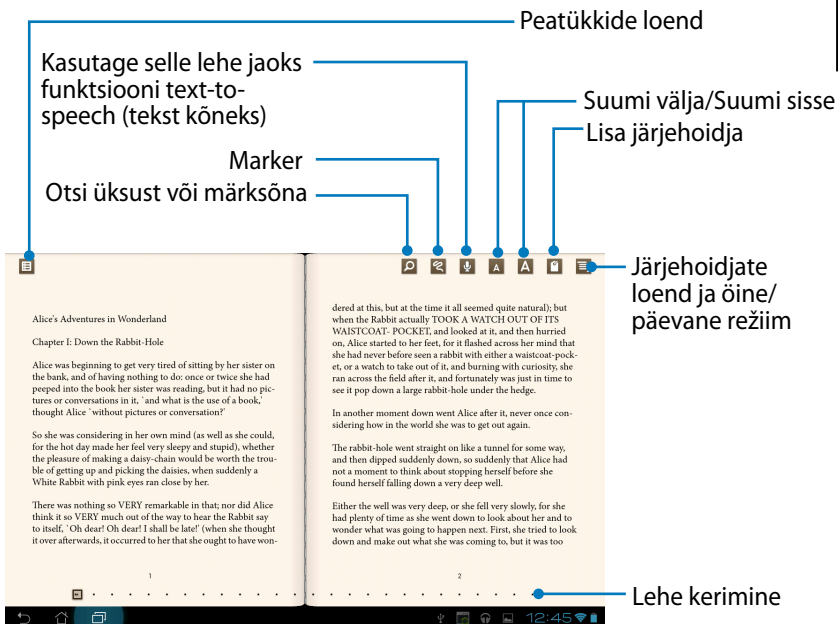 Peatükkide loend
Kasutage selle lehe jaoks
funktsiooni text-to-
speech (tekst kõneks)
Suumi välja/Suumi sisse
Lisa järjehoidja
Marker
Otsi üksust või märksõna
Järjehoidjate
loend ja öine/
päevane režiim
A
A
Alice's Adventures in Wonderland
Chapter I: Down the Rabbit-Hole
Alice was beginning to get very tired of sitting by her sister on
the bank, and of having nothing to do: once or twice she had
peeped into the book her sister was reading, but it had no pic-
tures or conversations in it, `and what is the use of a book,'
thought Alice `without pictures or conversation?'
So she was considering in her own mind (as well as she could,
for the hot day made her feel very sleepy and stupid), whether
the pleasure of making a daisy-chain would be worth the trou-
ble of getting up and picking the daisies, when suddenly a
White Rabbit with pink eyes ran close by her.
There was nothing so VERY remarkable in that; nor did Alice
think it so VERY much out of the way to hear the Rabbit say
to itself, `Oh dear! Oh dear! I shall be late!' (when she thought
it over afterwards, it occurred to her that she ought to have won-
1
dered at this, but at the time it all seemed quite natural); but
when the Rabbit actually TOOK A WATCH OUT OF ITS
WAISTCOAT- POCKET, and looked at it, and then hurried
on, Alice started to her feet, for it flashed across her mind that
she had never before seen a rabbit with either a waistcoat-pock-
et, or a watch to take out of it, and burning with curiosity, she
ran across the field after it, and fortunately was just in time to
see it pop down a large rabbit-hole under the hedge.
In another moment down went Alice after it, never once con-
sidering how in the world she was to get out again.
The rabbit-hole went straight on like a tunnel for some way,
and then dipped suddenly down, so suddenly that Alice had
not a moment to think about stopping herself before she
found herself falling down a very deep well.
Either the well was very deep, or she fell very slowly, for she
had plenty of time as she went down to look about her and to
wonder what was going to happen next. First, she tried to look
down and make out what she was coming to, but it was too
2
Lehe kerimine
12:45